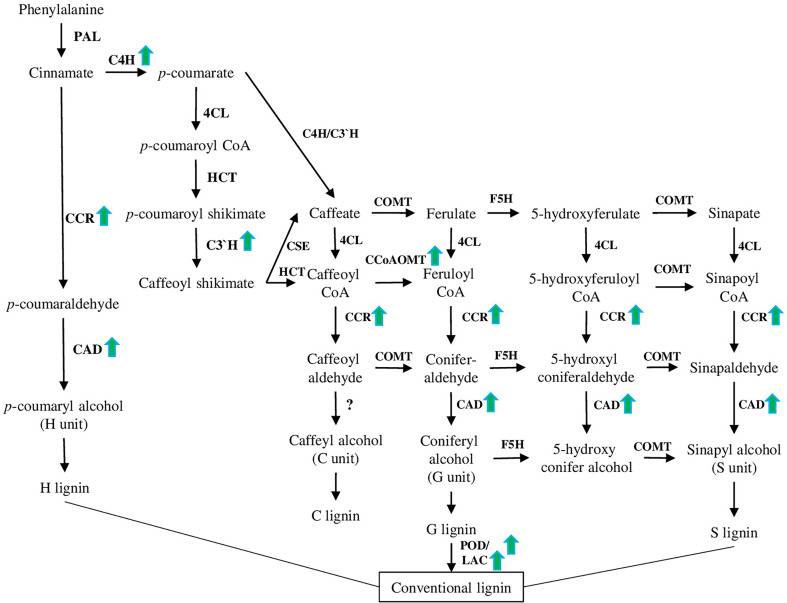 Phenylalanine
PAL
Cinnamate
C4H
p-coumarate
4CL
C4H/C3`H
p-coumaroyl CoA
HCT
CCR
p-coumaroyl shikimate
Caffeate
COMT
Ferulate
F5H
5-hydroxyferulate
COMT
Sinapate
C3`H
CSE
4CL
CCoAOMT
4CL
4CL
4CL
Caffeoyl shikimate
HCT
Caffeoyl
CoA
Feruloyl
CoA
5-hydroxyferuloyl
CoA
COMT
Sinapoyl
CoA
p-coumaraldehyde
CCR
CCR
CCR
CCR
CAD
Caffeoyl
aldehyde
COMT
Conifer-
aldehyde
F5H
5-hydroxyl
coniferaldehyde
COMT
Sinapaldehyde
p-coumaryl alcohol
(H unit)
?
CAD
CAD
CAD
Caffeyl alcohol
(C unit)
Coniferyl
alcohol
(G unit)
F5H
5-hydroxy
conifer alcohol
COMT
Sinapyl alcohol
(S unit)
H lignin
C lignin
G lignin
S lignin
POD/
LAC
Conventional lignin